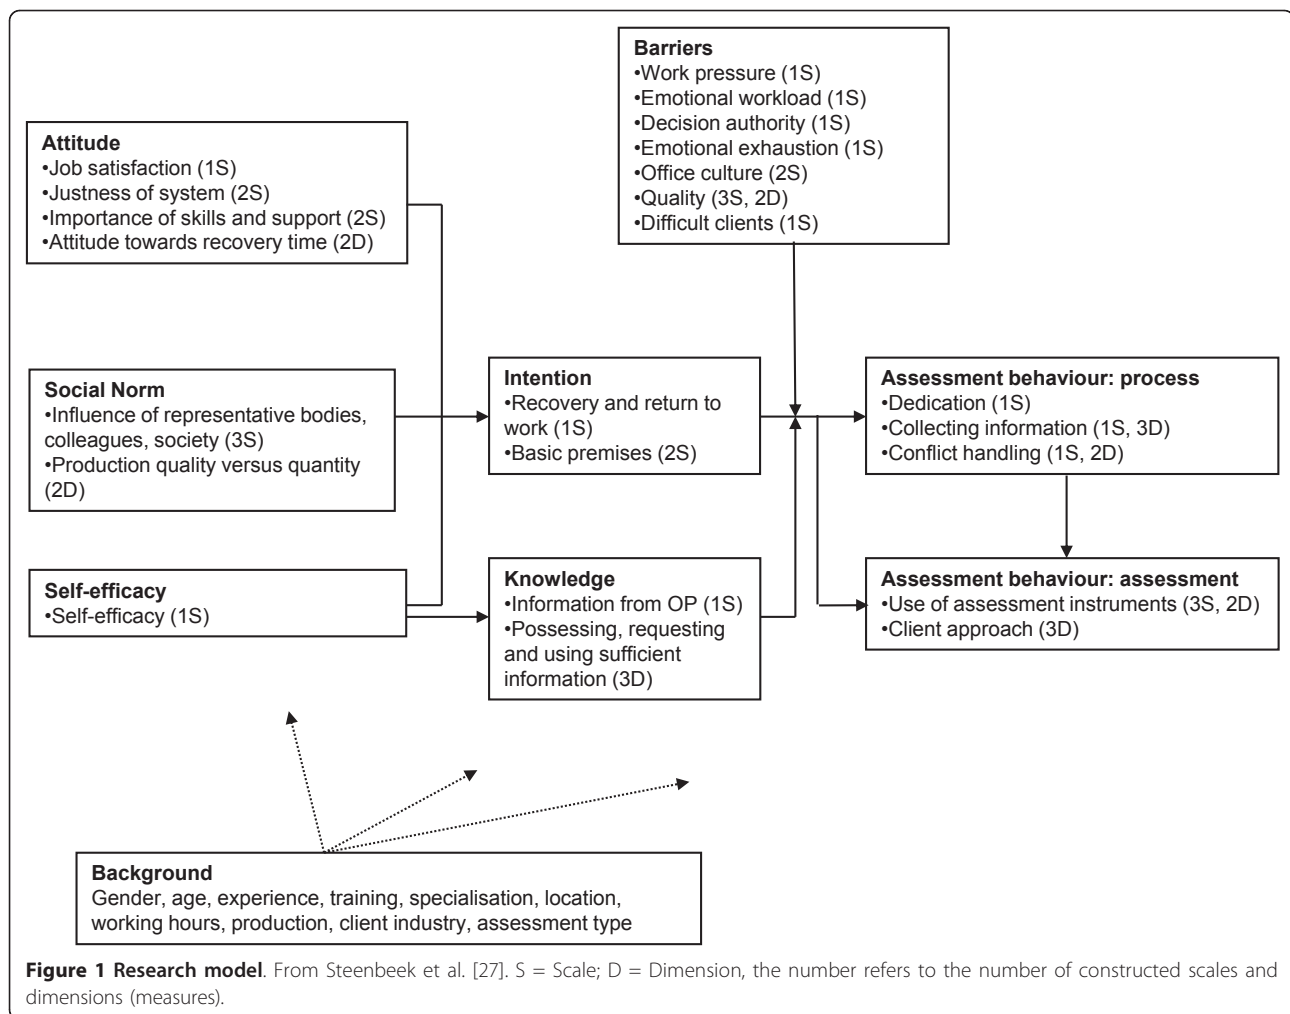 Barriers
•Work pressure (1S)
•Emotional workload (1S)
•Decision authority (1S)
•Emotional exhaustion (1S)
•Office culture (2S)
•Quality (3S, 2D)
•Difficult clients (1S)
Attitude
•Job satisfaction (1S)
•Justness of system (2S)
•Importance of skills and support (2S)
•Attitude towards recovery time (2D)
Social Norm
•Influence of representative bodies,
colleagues, society (3S)
•Production quality versus quantity
(2D)
Intention
•Recovery and return to
work (1S)
•Basic premises (2S)
Assessment behaviour: process
•Dedication (1S)
•Collecting information (1S, 3D)
•Conflict handling (1S, 2D)
Self-efficacy
•Self-efficacy (1S)
Knowledge
•Information from OP (1S)
•Possessing, requesting
and using sufficient
information (3D)
Assessment behaviour: assessment
•Use of assessment instruments (3S, 2D)
•Client approach (3D)
Background
Gender, age, experience, training, specialisation, location,
working hours, production, client industry, assessment type
Figure 1 Research model. From Steenbeek et al. [27]. S = Scale; D = Dimension, the number refers to the number of constructed scales and
dimensions (measures).